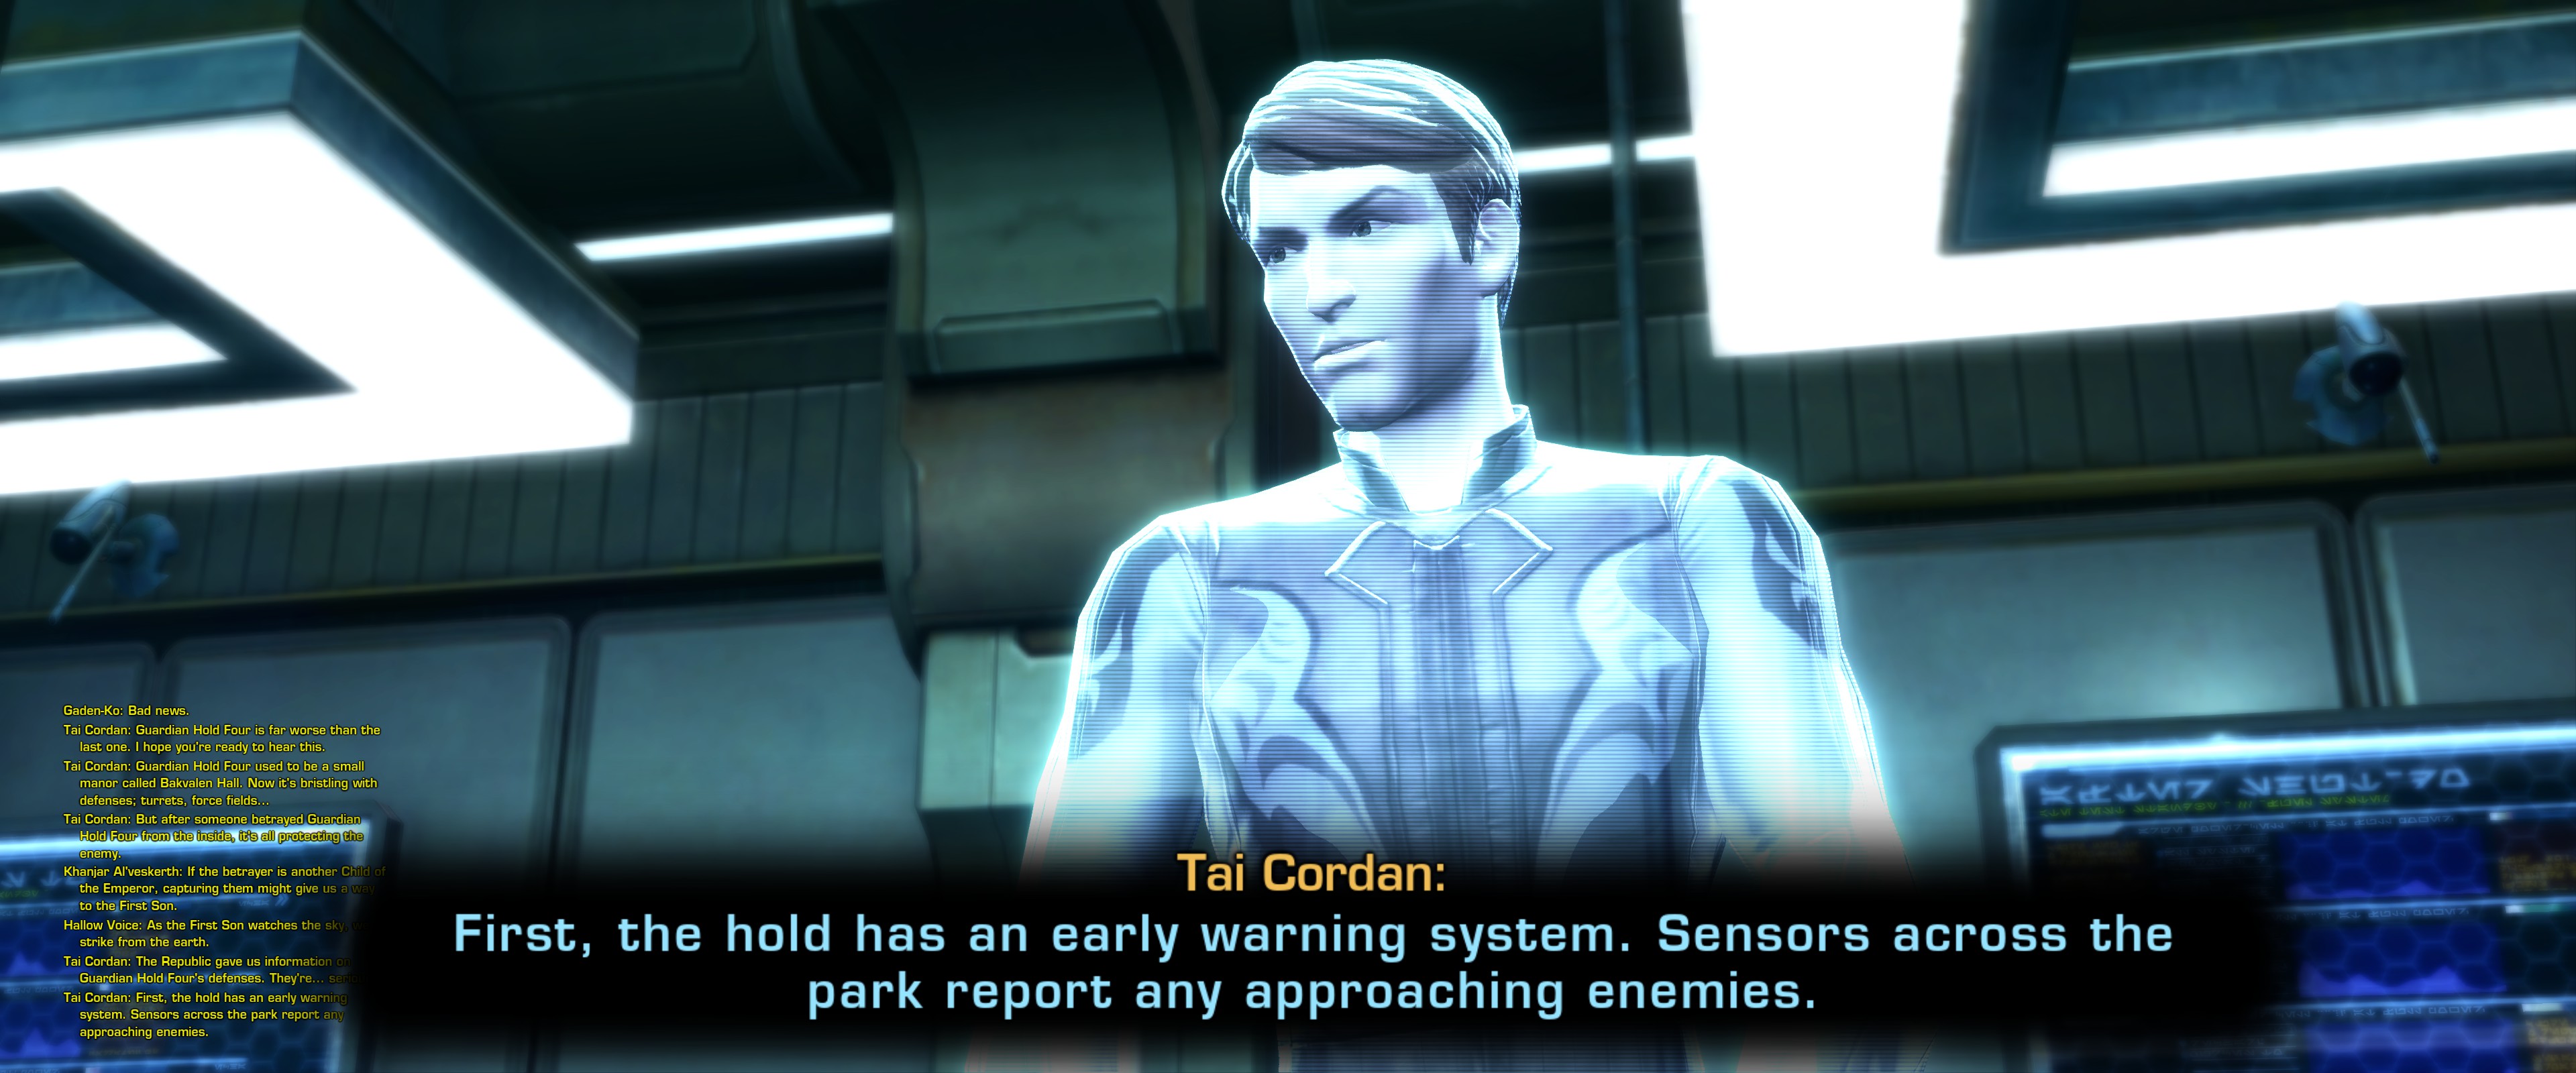 Gaden-Ko: Bad news.
Tai Cordan: Guardian Hold Four is far worse than the
last one. I hope you're ready to hear this.
Tai Cordan: Guardian Hold Four used to be a small
manor called Bakvalen Hall. Now it's bristling with
defenses; turrets, force fields...
Tai Cordan: But after someone betrayed Guardian
Hold Four from the inside, it's all protecting the
enemy.
Khanjar Al'veskerth: If the betrayer is another Child of
the Emperor, capturing them might give us a way
to the First Son.
Hallow Voice: As the First Son watches the sky,
strike from the earth.
Tai Cordan: The Republic gave us information on
Guardian Hold Four's defenses. They're...
Tai Cordan: First, the hold has an early warning
system. Sensors across the park report any
approaching enemies.
Tai Cordan:
First, the hold has an early warning system. Sensors across the
park report any approaching enemies.